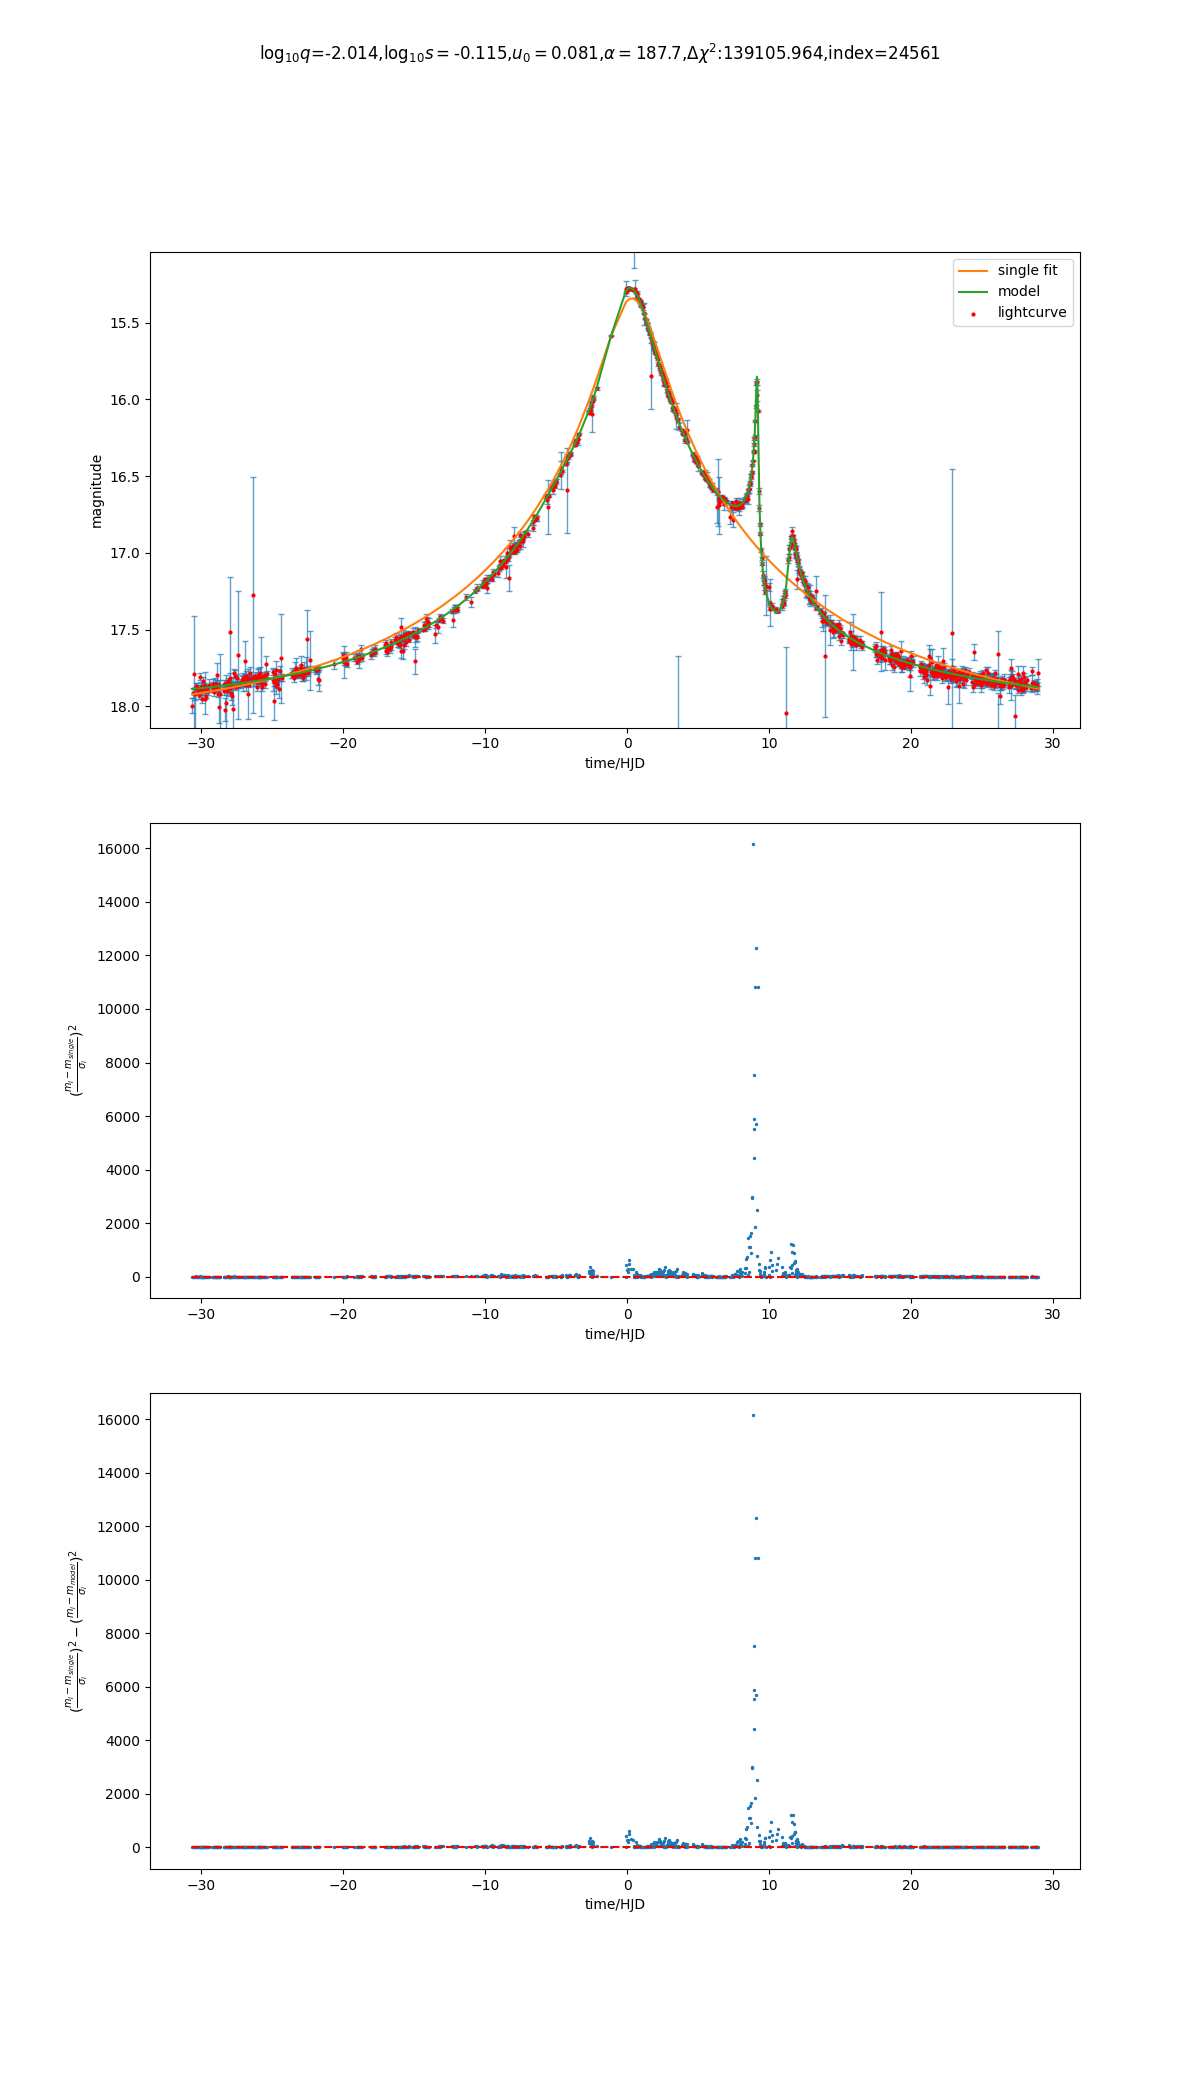 log₁₀q=-2.014,log₁₀s = -0.115,u₀ = 0.081,α = 187.7,Δχ²:139105.964,index=24561
single fit
model
lightcurve
15.5
16.0
16.5
17.0
17.5
18.0
magnitude
−30 −20 −10 0 10 20 30
time/HJD
16000
14000
12000
10000
8000
6000
4000
2000
0
((mᵢ − m_single)/σᵢ)²
−30 −20 −10 0 10 20 30
time/HJD
16000
14000
12000
10000
8000
6000
4000
2000
0
((mᵢ − m_single)/σᵢ)² − ((mᵢ − m_model)/σᵢ)²
−30 −20 −10 0 10 20 30
time/HJD